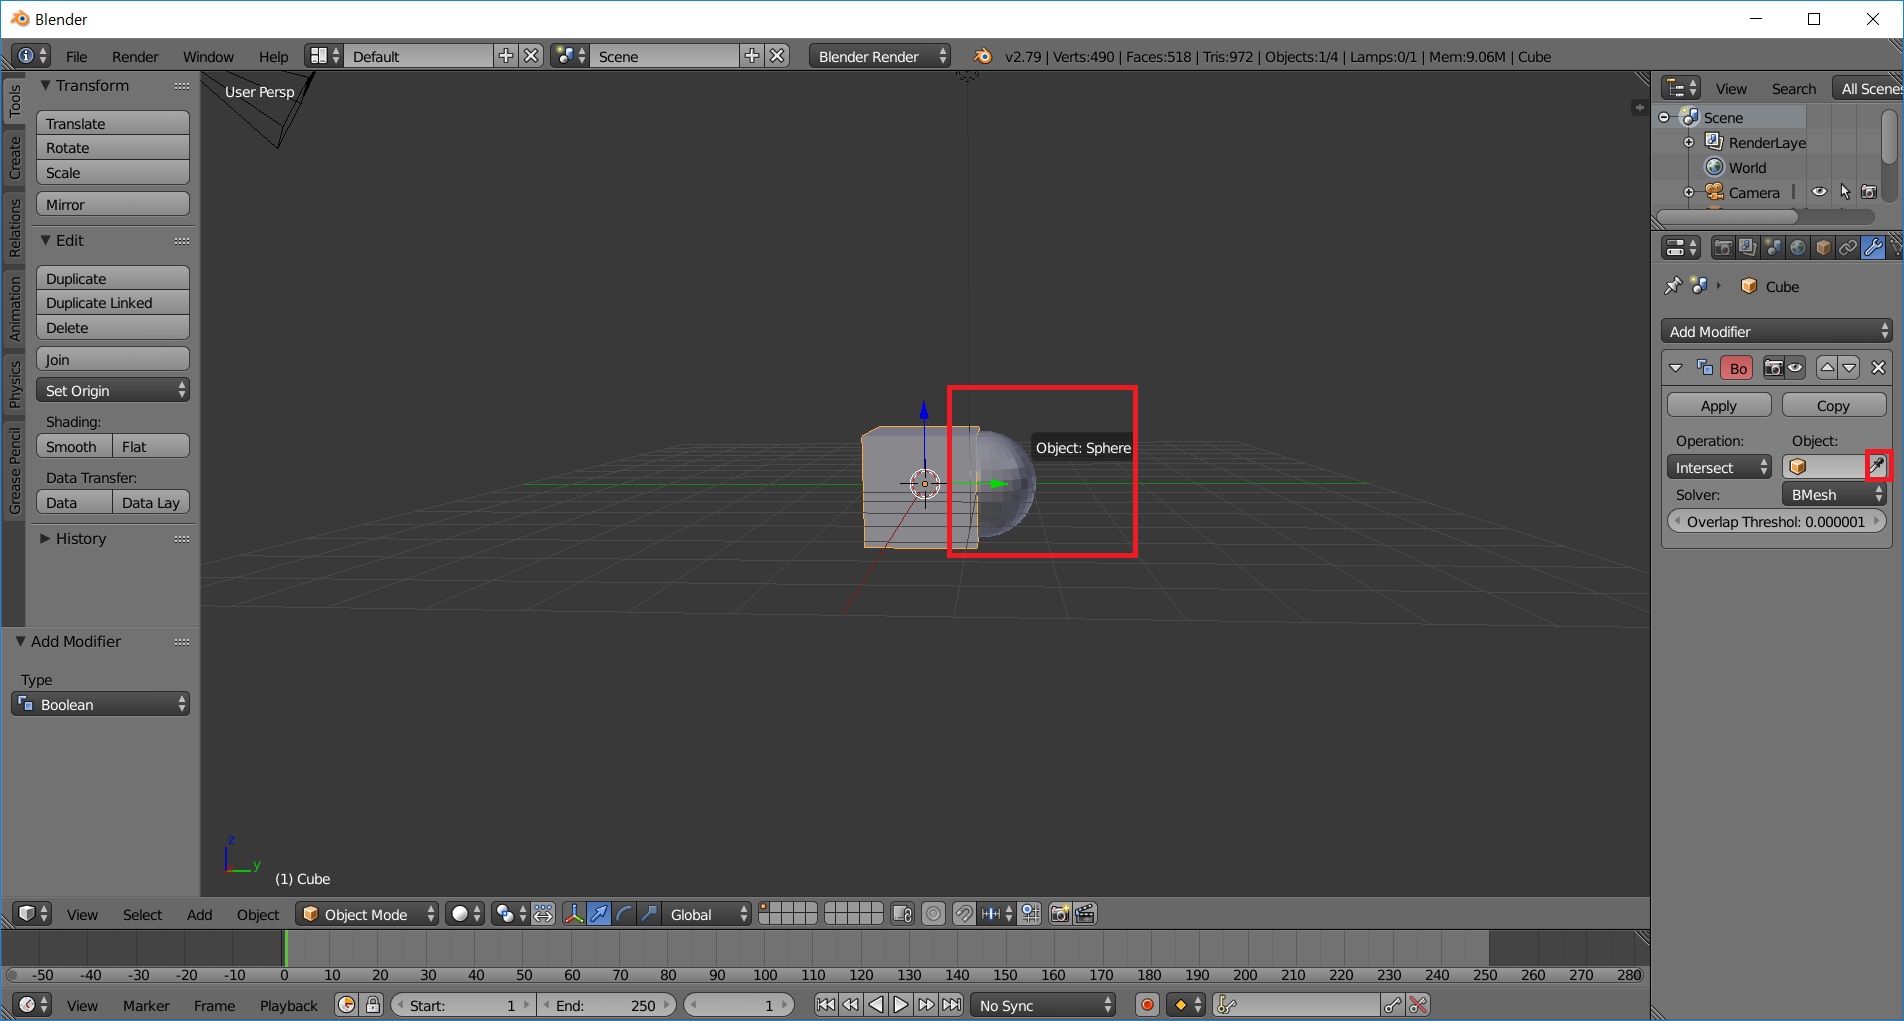 Blender
File Render Window Help Default Scene Blender Render v2.79 | Verts:490 | Faces:518 | Tris:972 | Objects:1/4 | Lamps:0/1 | Mem:9.06M | Cube
Tools
Create
Relations
Animation
Physics
Grease Pencil
Transform
Translate
Rotate
Scale
Mirror
Edit
Duplicate
Duplicate Linked
Delete
Join
Set Origin
Shading:
Smooth Flat
Data Transfer:
Data Data Lay
History
Add Modifier
Type
Boolean
User Persp
Object: Sphere
z
y
(1) Cube
View Search All Scenes
Scene
RenderLaye
World
Camera
Cube
Add Modifier
Bo
Apply Copy
Operation: Object:
Intersect
Solver: BMesh
Overlap Threshol: 0.000001
View Select Add Object Object Mode Global
-50 -40 -30 -20 -10 0 10 20 30 40 50 60 70 80 90 100 110 120 130 140 150 160 170 180 190 200 210 220 230 240 250 260 270 280
View Marker Frame Playback Start: 1 End: 250 1 No Sync